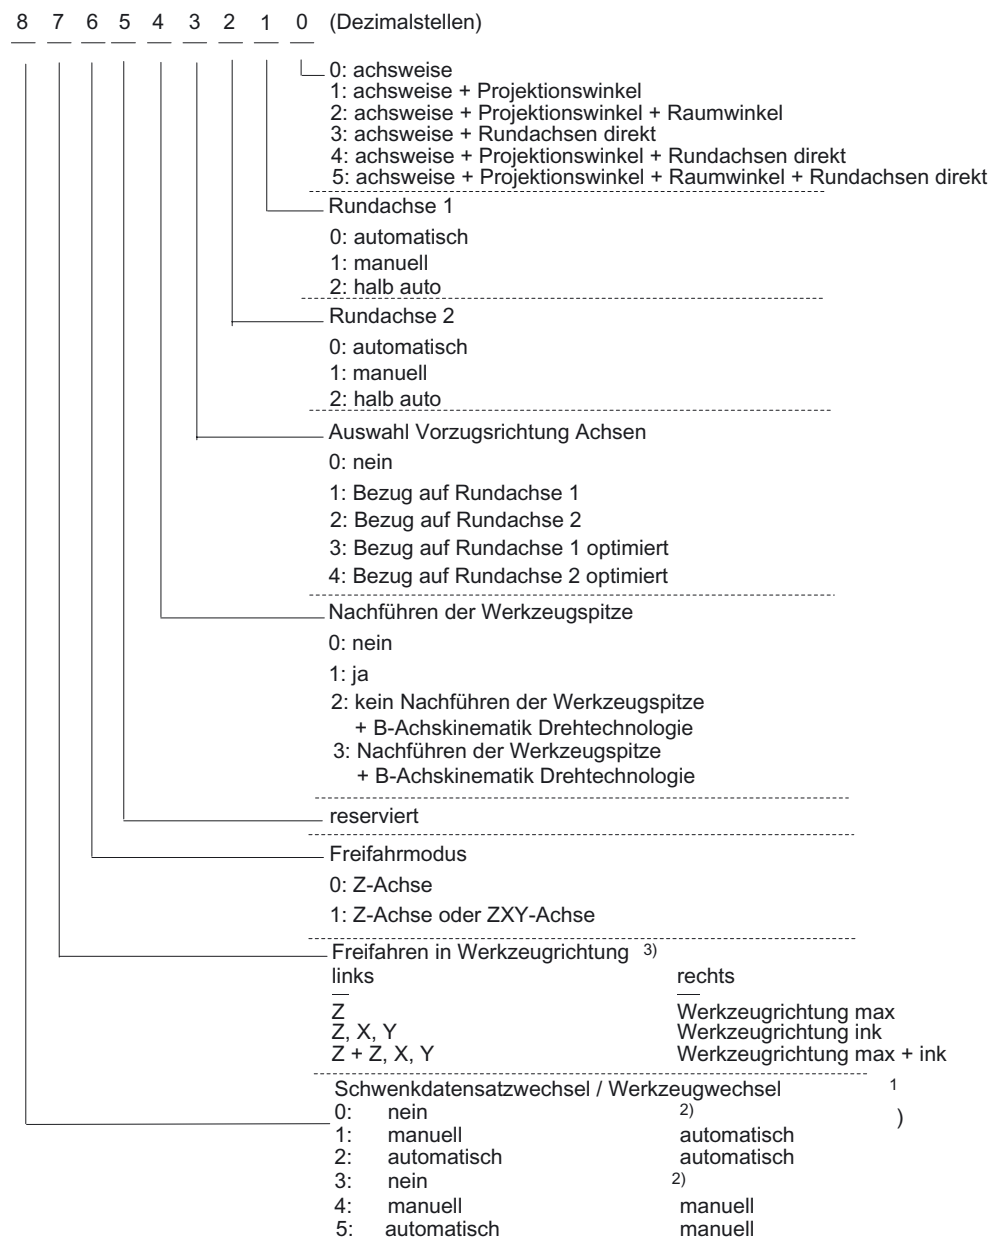 8 7 6 5 4 3 2 1 0 (Dezimalstellen)
0: achsweise
1: achsweise + Projektionswinkel
2: achsweise + Projektionswinkel + Raumwinkel
3: achsweise + Rundachsen direkt
4: achsweise + Projektionswinkel + Rundachsen direkt
5: achsweise + Projektionswinkel + Raumwinkel + Rundachsen direkt
Rundachse 1
0: automatisch
1: manuell
2: halb auto
Rundachse 2
0: automatisch
1: manuell
2: halb auto
Auswahl Vorzugsrichtung Achsen
0: nein
1: Bezug auf Rundachse 1
2: Bezug auf Rundachse 2
3: Bezug auf Rundachse 1 optimiert
4: Bezug auf Rundachse 2 optimiert
Nachführen der Werkzeugspitze
0: nein
1: ja
2: kein Nachführen der Werkzeugspitze
+ B-Achskinematik Drehtechnologie
3: Nachführen der Werkzeugspitze
+ B-Achskinematik Drehtechnologie
reserviert
Freifahrmodus
0: Z-Achse
1: Z-Achse oder ZXY-Achse
Freifahren in Werkzeugrichtung 3)
links rechts
Z Werkzeugrichtung max
Z, X, Y Werkzeugrichtung ink
Z + Z, X, Y Werkzeugrichtung max + ink
Schwenkdatensatzwechsel / Werkzeugwechsel 1
)
0: nein 2)
1: manuell automatisch
2: automatisch automatisch
3: nein 2)
4: manuell manuell
5: automatisch manuell